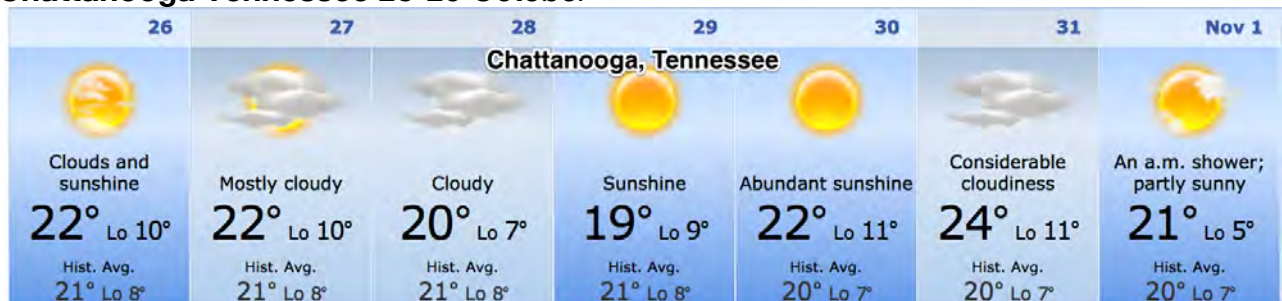 26 27 28 29 30 31 Nov 1
Chattanooga, Tennessee
Clouds and sunshine
Mostly cloudy
Cloudy
Sunshine
Abundant sunshine
Considerable cloudiness
An a.m. shower; partly sunny
22° Lo 10° 22° Lo 10° 20° Lo 7° 19° Lo 9° 22° Lo 11° 24° Lo 11° 21° Lo 5°
Hist. Avg. Hist. Avg. Hist. Avg. Hist. Avg. Hist. Avg. Hist. Avg. Hist. Avg.
21° Lo 8° 21° Lo 8° 21° Lo 8° 21° Lo 8° 20° Lo 7° 20° Lo 7° 20° Lo 7°